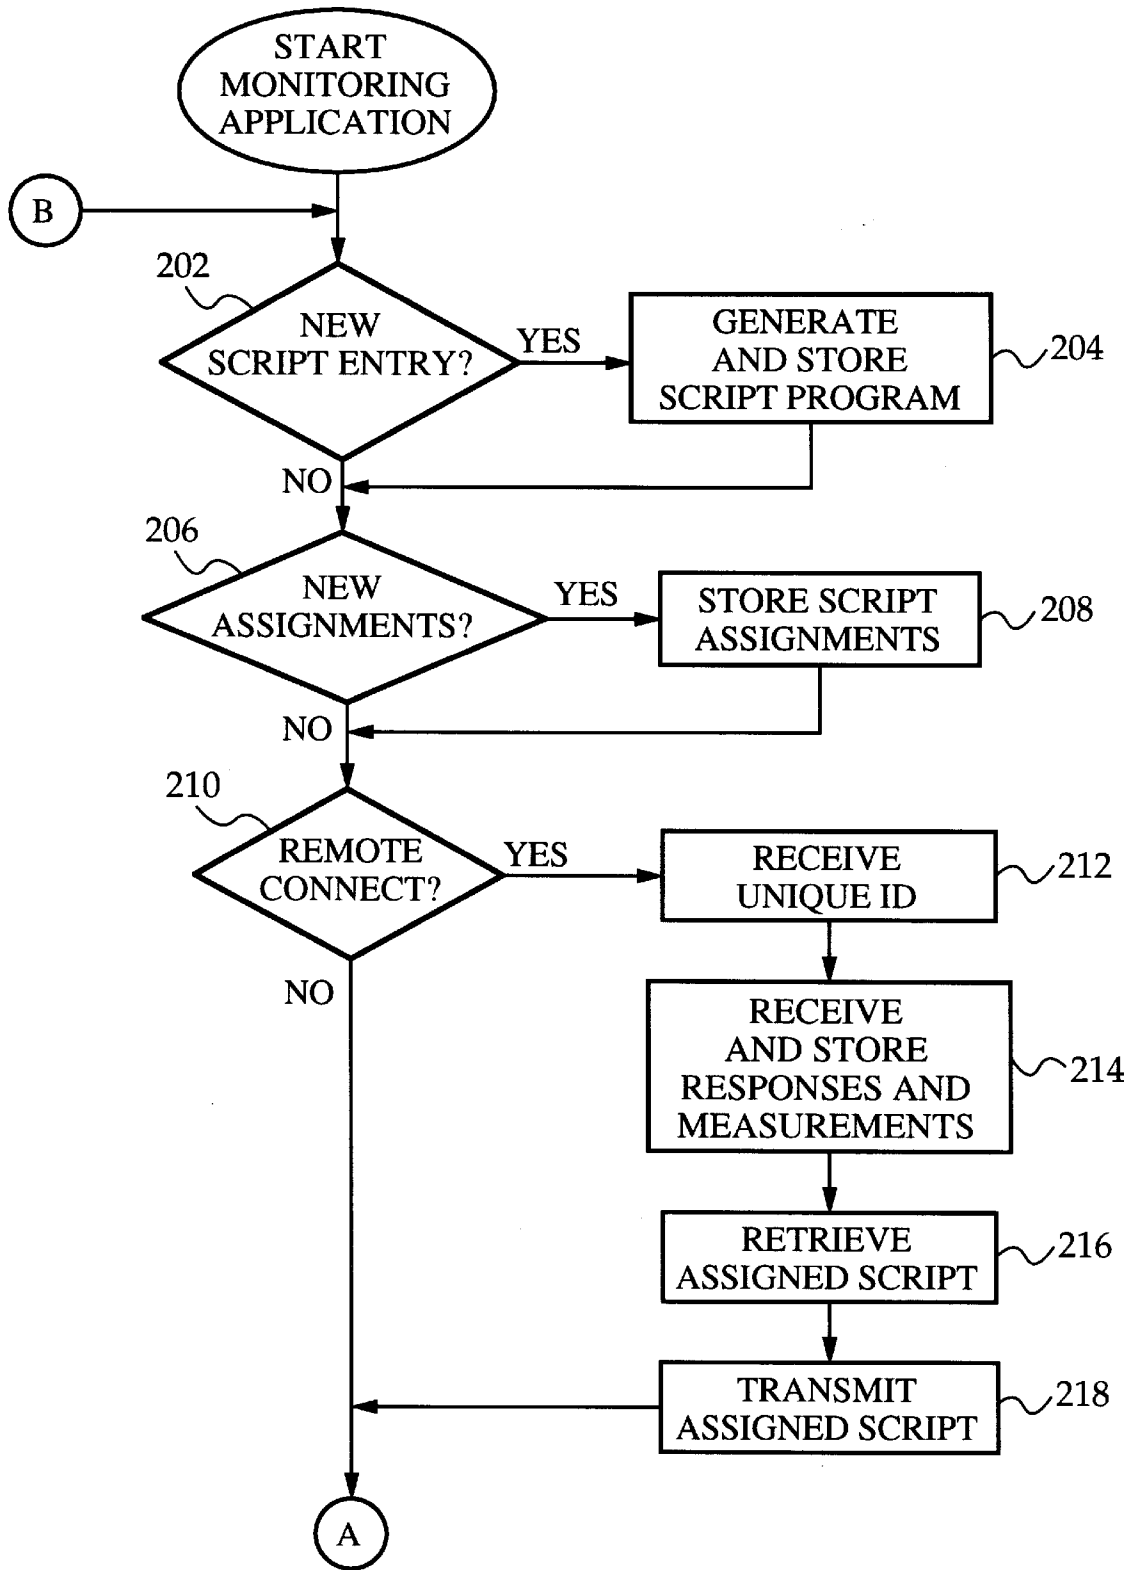 START
MONITORING
APPLICATION
B
202
NEW
SCRIPT ENTRY?
YES
GENERATE
AND STORE
SCRIPT PROGRAM
204
NO
206
NEW
ASSIGNMENTS?
YES
STORE SCRIPT
ASSIGNMENTS
208
NO
210
REMOTE
CONNECT?
YES
RECEIVE
UNIQUE ID
212
NO
RECEIVE
AND STORE
RESPONSES AND
MEASUREMENTS
214
RETRIEVE
ASSIGNED SCRIPT
216
TRANSMIT
ASSIGNED SCRIPT
218
A